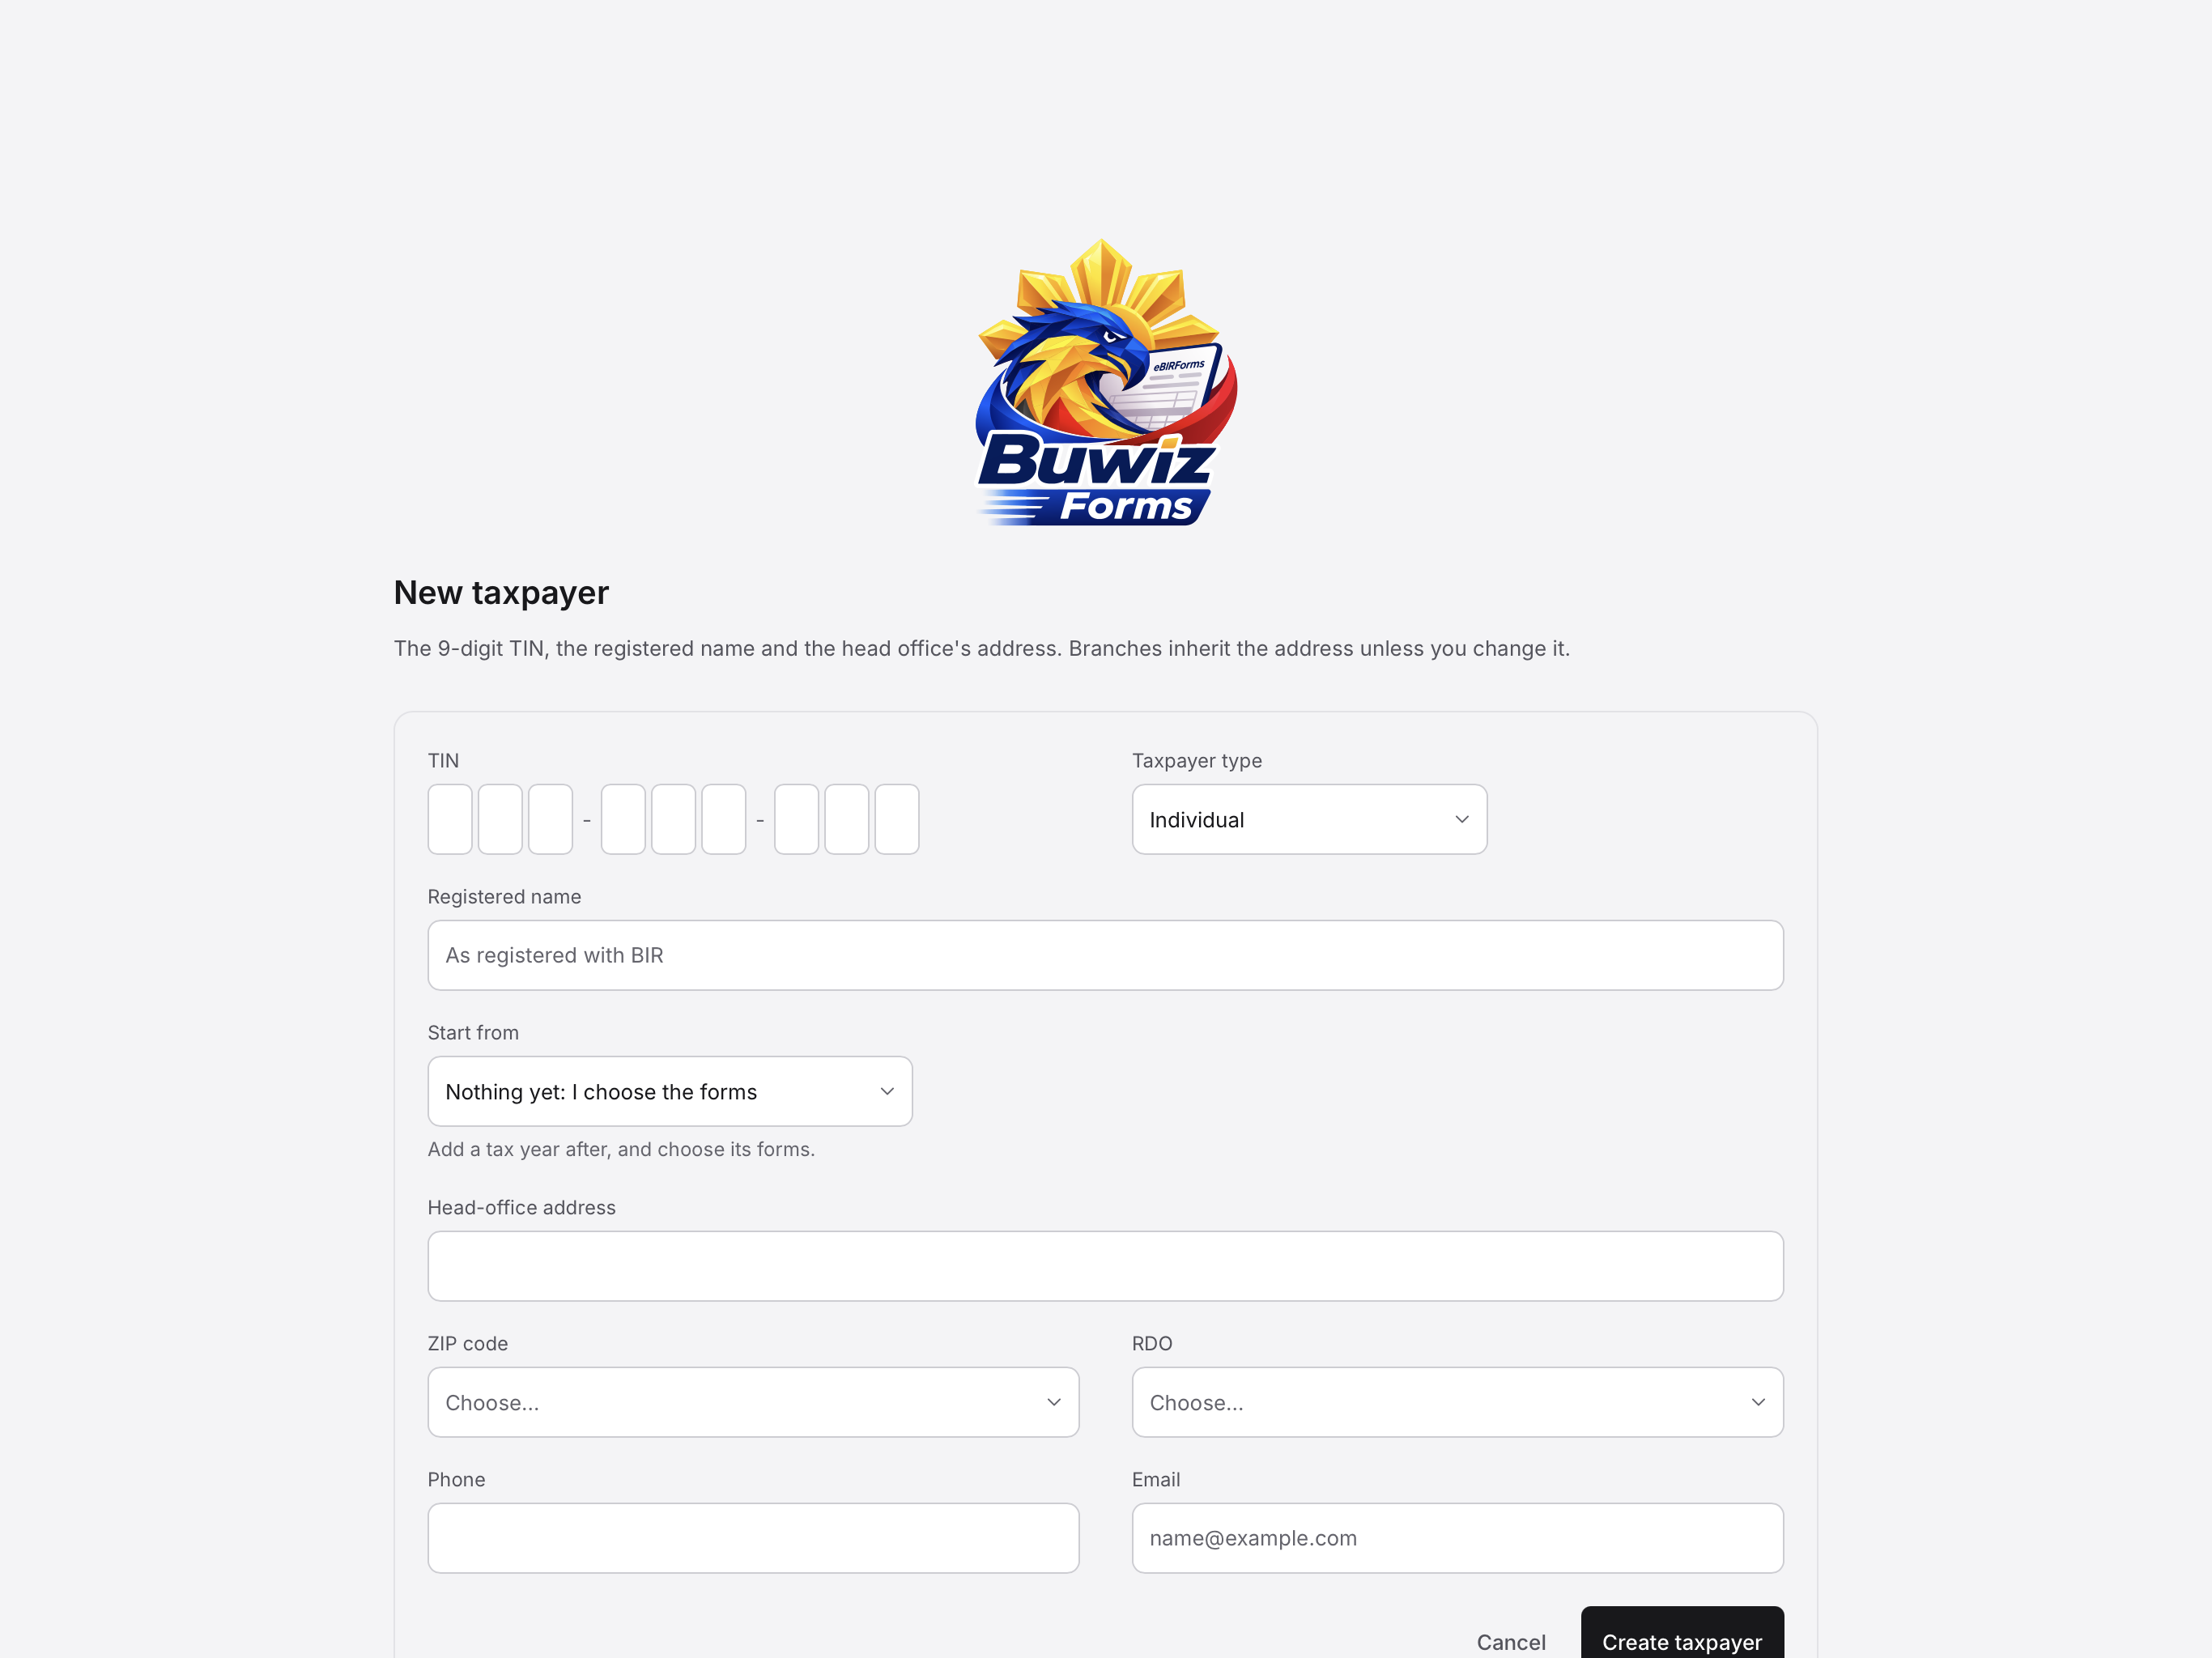 eBIRForms
Buwiz
Forms
New taxpayer
The 9-digit TIN, the registered name and the head office's address. Branches inherit the address unless you change it.
TIN
Taxpayer type
- -
Individual
Registered name
As registered with BIR
Start from
Nothing yet: I choose the forms
Add a tax year after, and choose its forms.
Head-office address
ZIP code
RDO
Choose...
Choose...
Phone
Email
name@example.com
Cancel
Create taxpayer